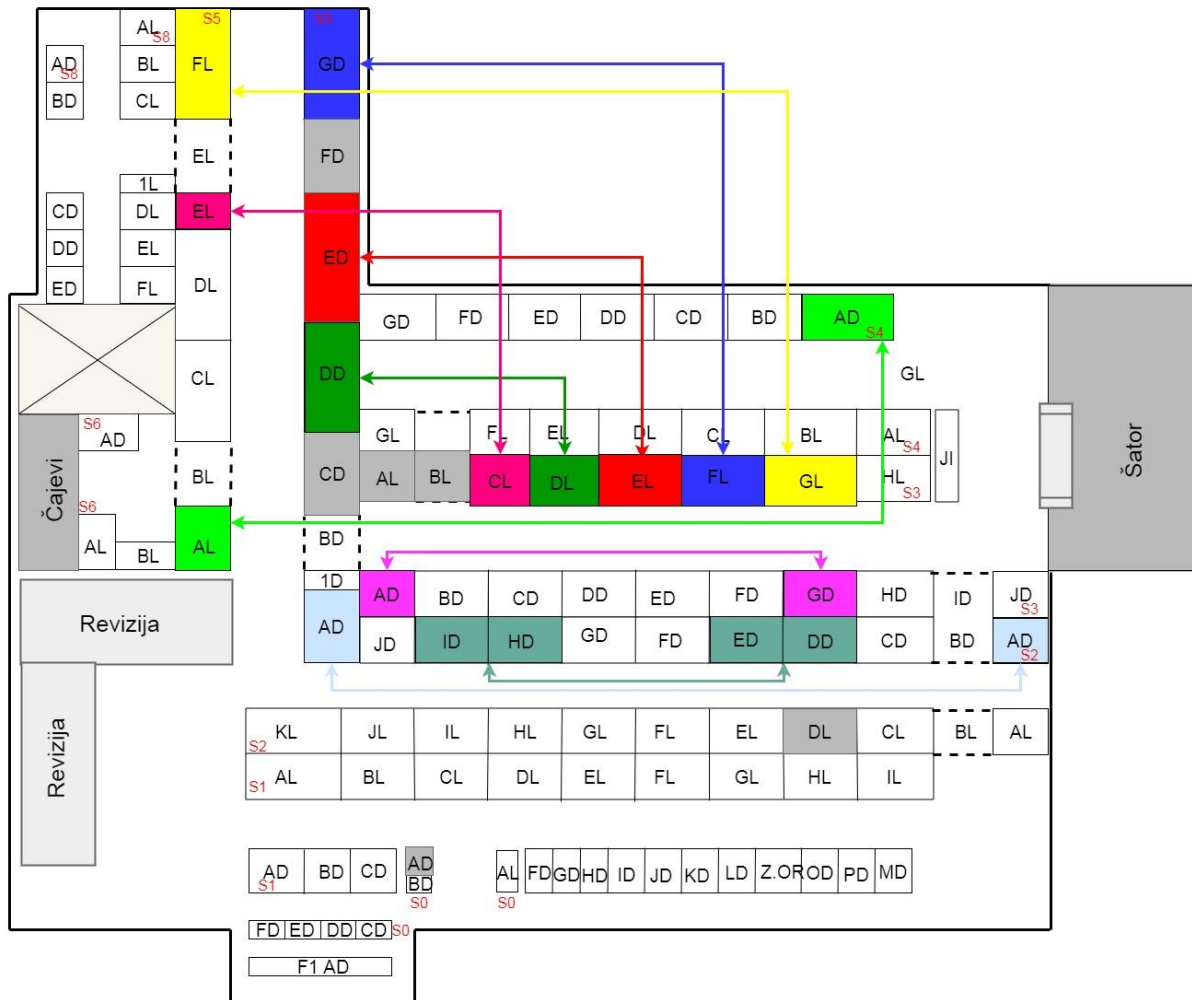 AL S5 S5
S8
AD BL FL GD
S8
BD CL
EL FD
1L
CD DL EL
DD EL ED
DL
ED FL
GD FD ED DD CD BD AD
S4
CL DD GL
S6
AD GL FL EL DL CL BL AL
S4
Čajevi BL CD AL BL CL DL EL FL GL HL JI Šator
S3
S6
AL BL AL BD
1D AD BD CD DD ED FD GD HD ID JD
S3
Revizija AD JD ID HD GD FD ED DD CD BD AD
S2
KL JL IL HL GL FL EL DL CL BL AL
S2
Revizija
AL BL CL DL EL FL GL HL IL
S1
AD BD CD AD AL FD GD HD ID JD KD LD Z.OR OD PD MD
S1 BD
S0 S0
FD ED DD CD S0
F1 AD